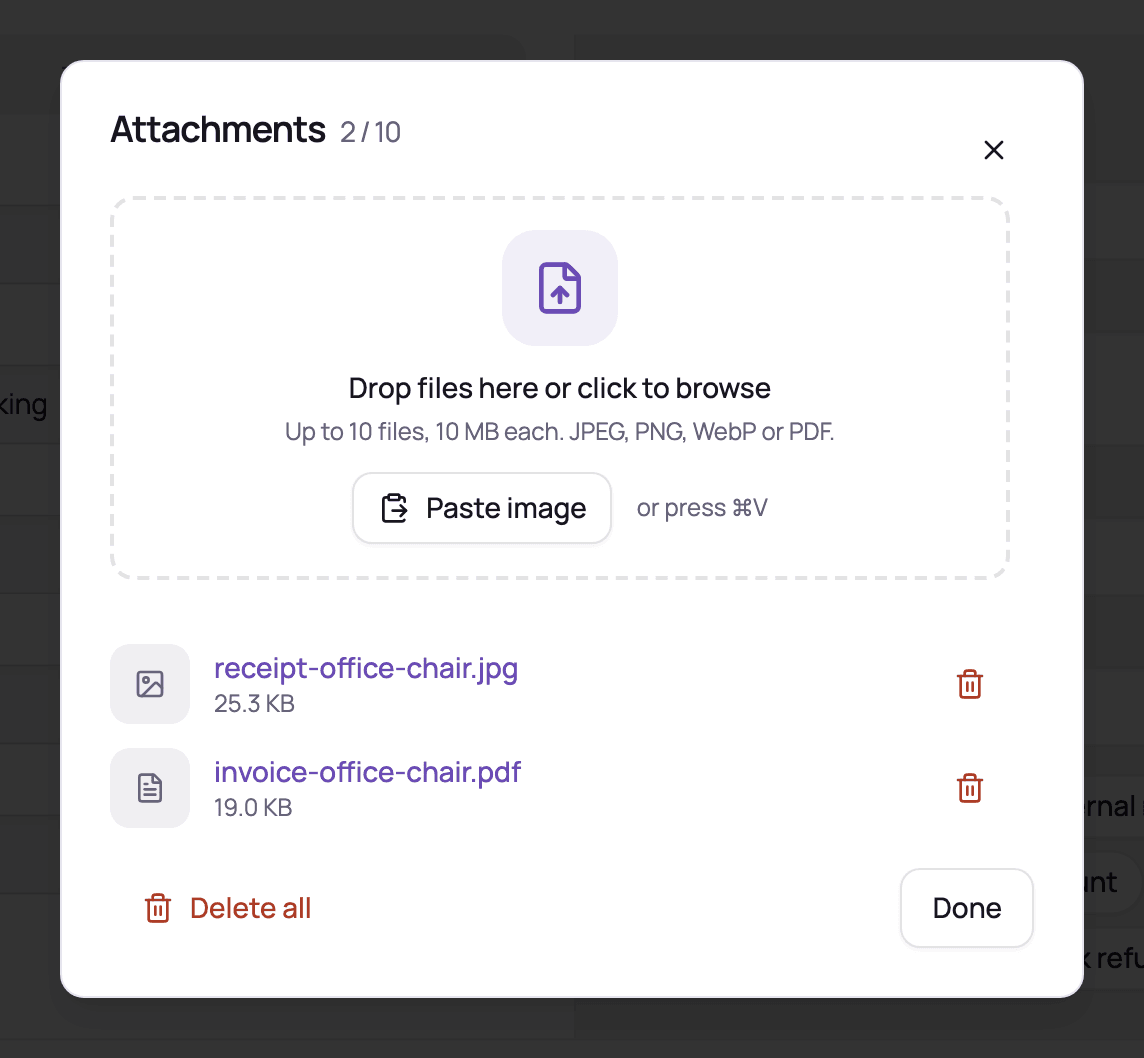 Attachments 2 / 10
Drop files here or click to browse
Up to 10 files, 10 MB each. JPEG, PNG, WebP or PDF.
Paste image or press ⌘V
receipt-office-chair.jpg
25.3 KB
invoice-office-chair.pdf
19.0 KB
Delete all
Done